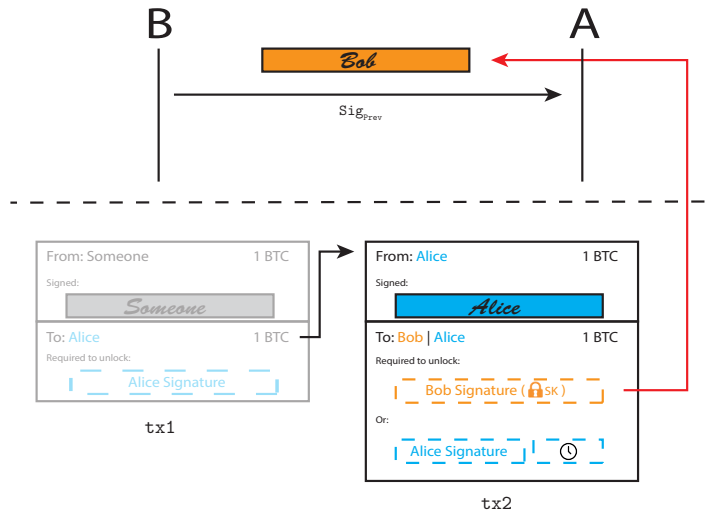 B
A
Bob
Sig_Prev
From: Someone 1 BTC
Signed:
Someone
To: Alice 1 BTC
Required to unlock:
Alice Signature
tx1
From: Alice 1 BTC
Signed:
Alice
To: Bob | Alice 1 BTC
Required to unlock:
Bob Signature ( SK )
Or:
Alice Signature
tx2